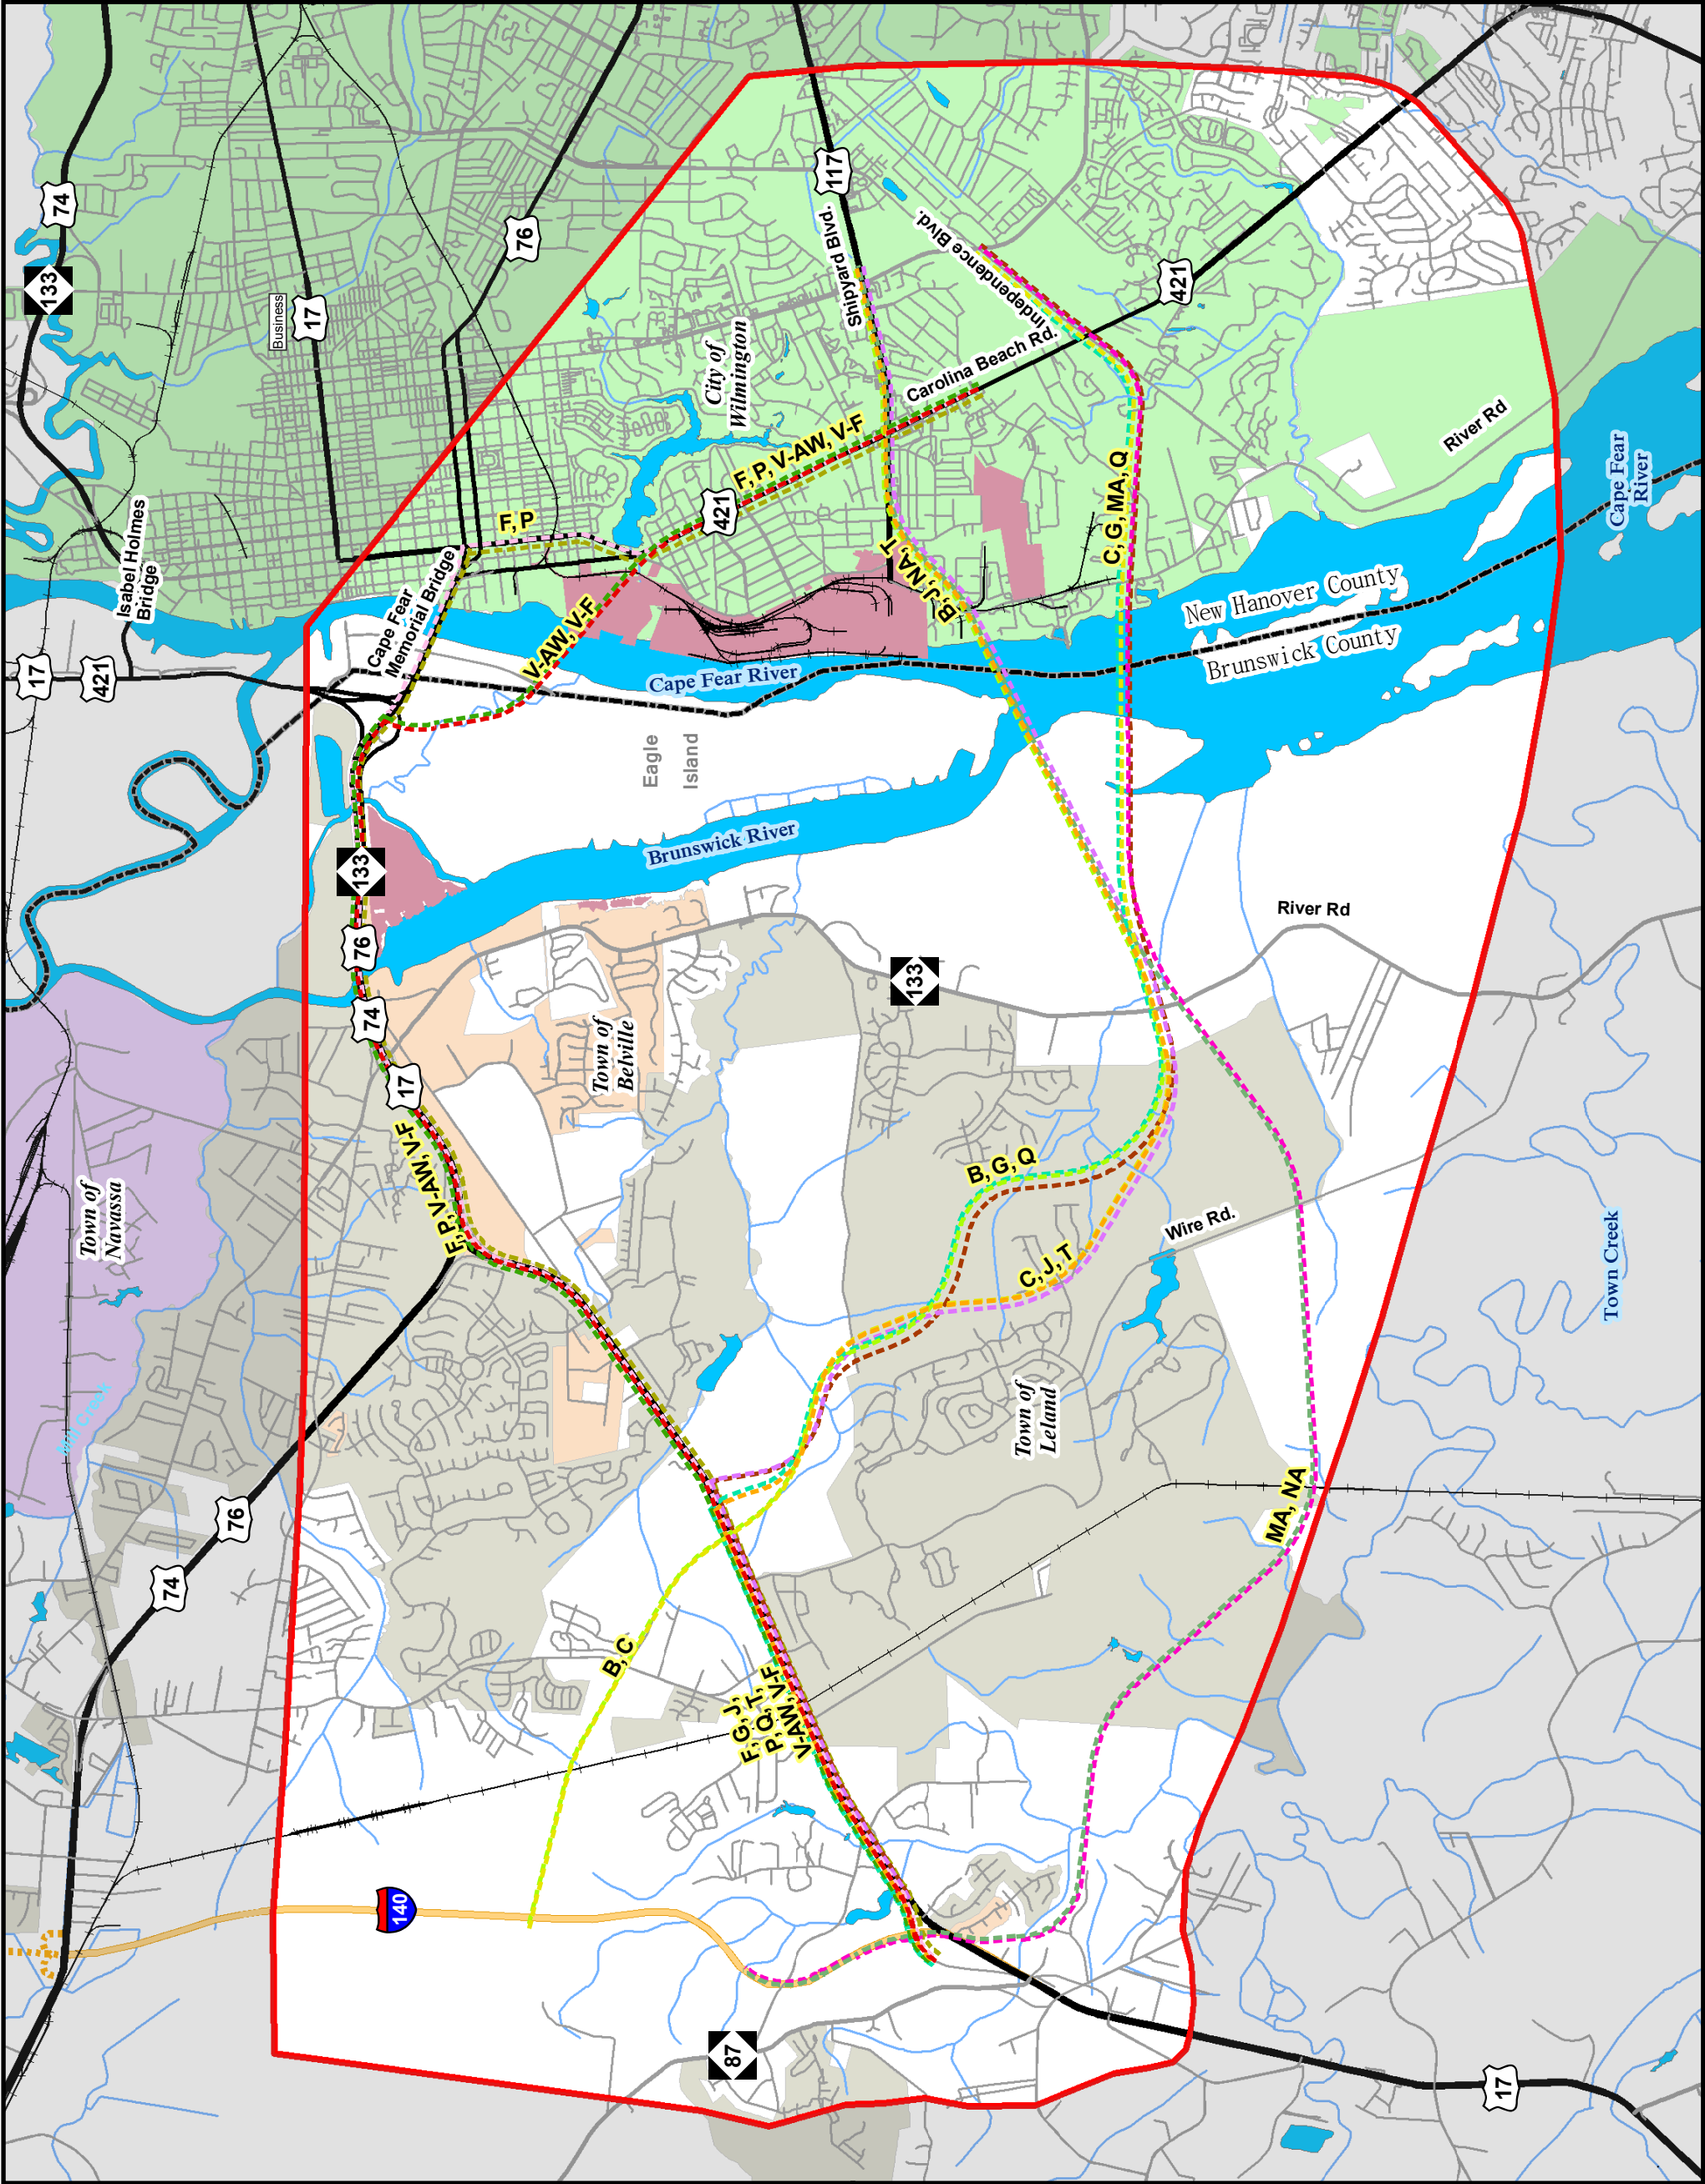 74
133
Business
17
76
117
Shipyard Blvd.
Independence Blvd.
421
City of
Wilmington
Carolina Beach Rd.
River Rd
Cape Fear
River
F, P, V-AW, V-F
421
F, P
Isabel Holmes
Bridge
Cape Fear
Memorial Bridge
B, J, NA, T
C, G, MA, Q
New Hanover County
Brunswick County
17
421
V-AW, V-F
Cape Fear River
Eagle
Island
Brunswick River
133
76
74
17
River Rd
133
Town of
Belville
Town of
Navassa
F, P, V-AW, V-F
B, G, Q
C, J, T
Wire Rd.
Town Creek
Mill Creek
Town of
Leland
MA, NA
76
74
B, C
F, G, J,
P, Q, T,
V-AW, V-F
140
87
17